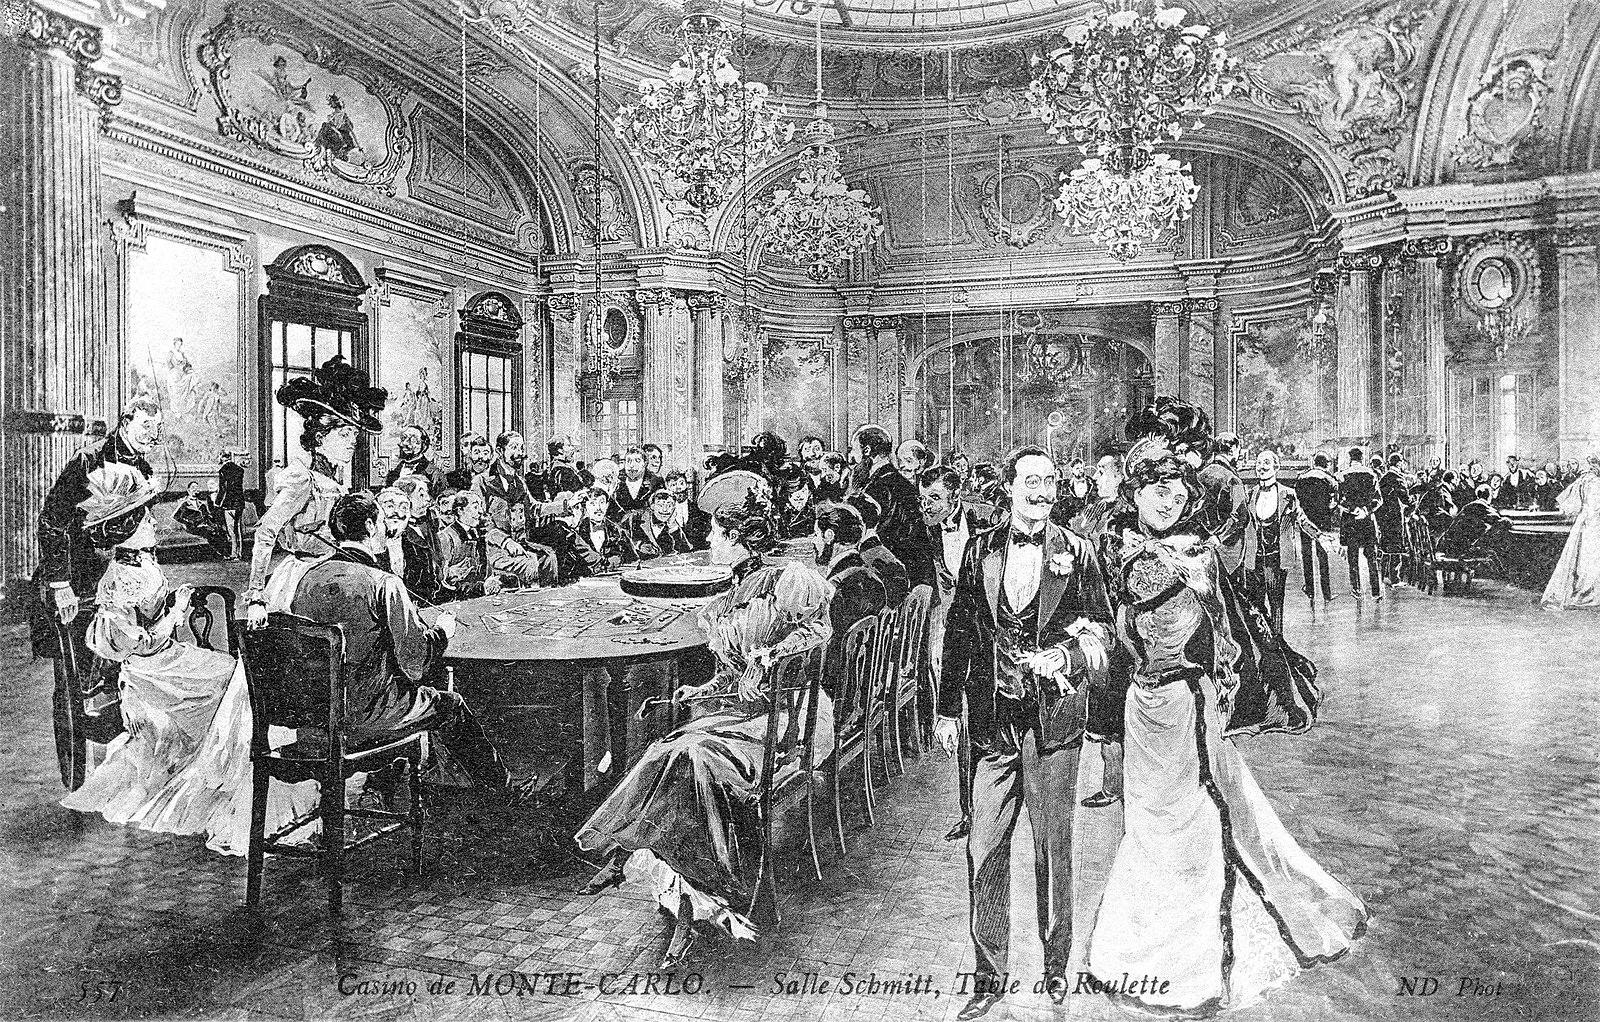 557 Casino de MONTE-CARLO. — Salle Schmitt, Table de Roulette ND Phot